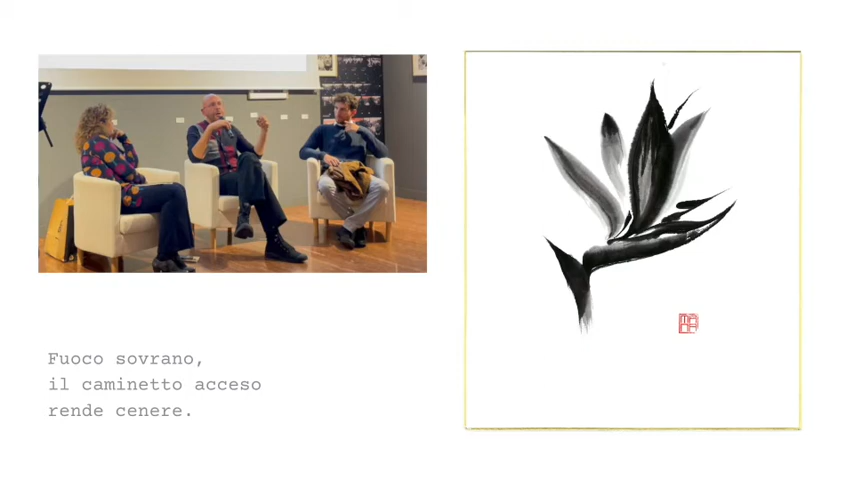 Fuoco sovrano,
il caminetto acceso
rende cenere.